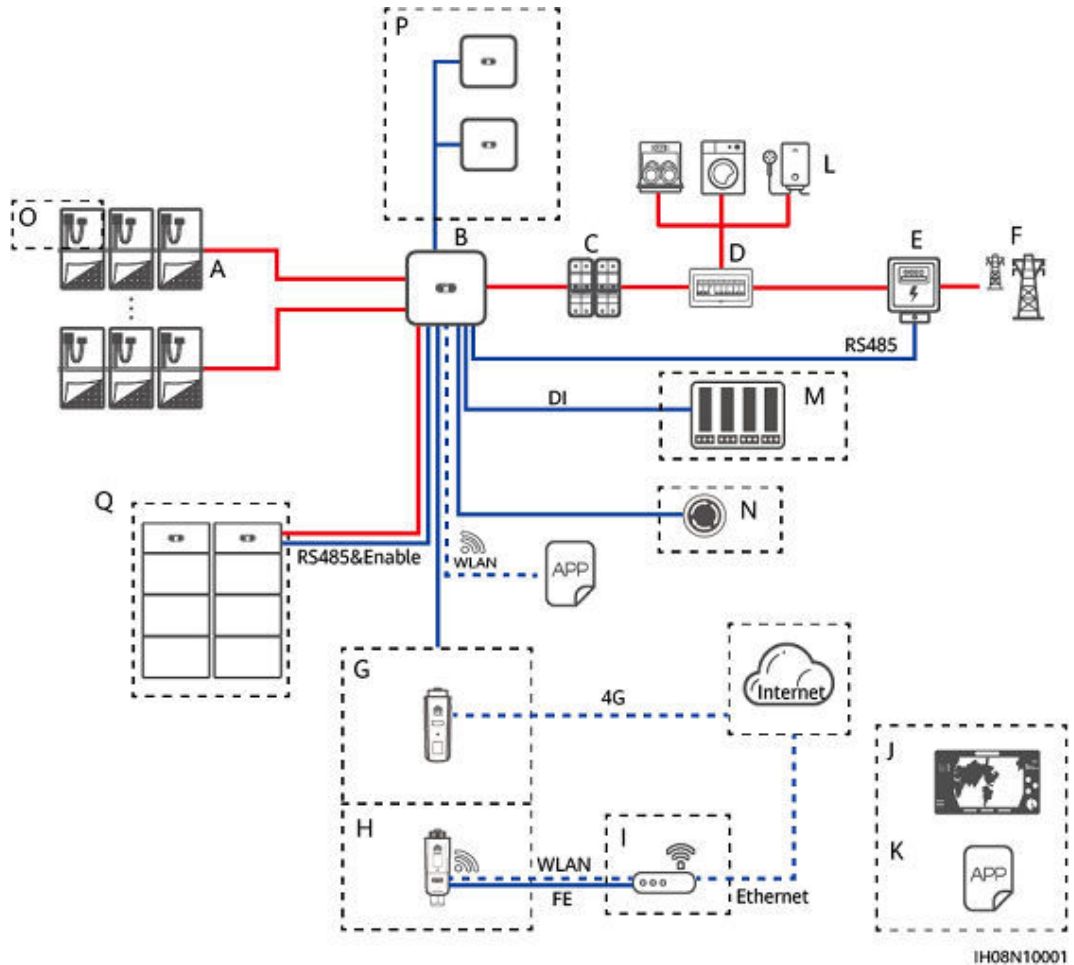 P
L
O
A
B
C
D
E
F
RS485
DI
M
N
Q
RS485&Enable
WLAN
APP
G
4G
Internet
J
H
I
WLAN
FE
Ethernet
K
APP
IH08N10001